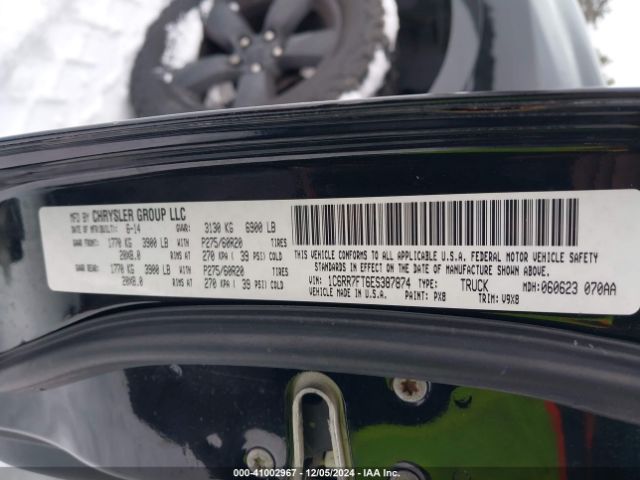 MFD BY CHRYSLER GROUP LLC
DATE OF MFR/BUILT: 6-14 GVWR: 3130 KG 6900 LB
GAWR FRONT: 1770 KG 3900 LB WITH P275/60R20 TIRES
20X8.0 RIMS AT 270 KPA ( 39 PSI) COLD
GAWR REAR: 1770 KG 3900 LB WITH P275/60R20 TIRES
20X8.0 RIMS AT 270 KPA ( 39 PSI) COLD
THIS VEHICLE CONFORMS TO ALL APPLICABLE U.S.A. FEDERAL MOTOR VEHICLE SAFETY
STANDARDS IN EFFECT ON THE DATE OF MANUFACTURE SHOWN ABOVE.
VIN: 1C6RR7FT6ES387874 TYPE: TRUCK MDH: 060623 070AA
VEHICLE MADE IN U.S.A. PAINT: PX8 TRIM: V9X8
000-41002967 - 12/05/2024 - IAA Inc.